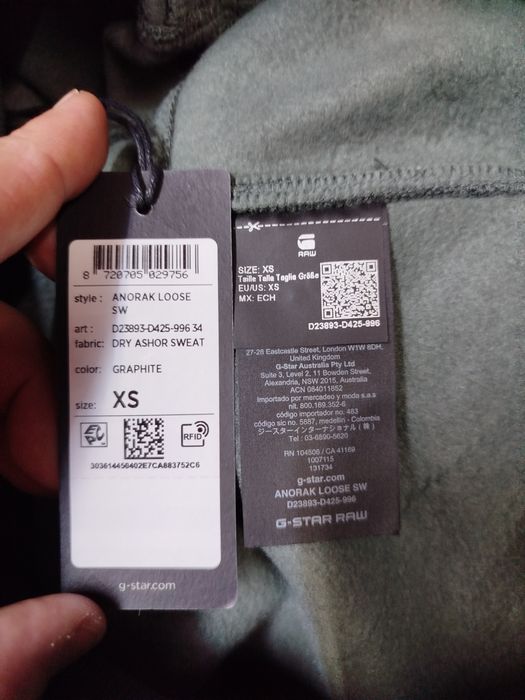 8 720705 029756
style : ANORAK LOOSE
SW
art : D23893-D425-996 34
fabric: DRY ASHOR SWEAT
color: GRAPHITE
size: XS
RFID
303614456402E7CA883752C6
g-star.com
RAW
SIZE: XS
Taille Talla Taglia Größe
EU/US: XS
MX: ECH
D23893-D425-996
27-28 Eastcastle Street, London W1W 8DH,
United Kingdom
G-Star Australia Pty Ltd
Suite 3, Level 2, 11 Bowden Street,
Alexandria, NSW 2015, Australia
ACN 084011652
Importado por mercadeo y moda s.a.s
nit. 800.169.352-6
código importador no. 483
código sic no. 5687, medellin - Colombia
ジースターインターナショナル (株)
Tel : 03-6890-5620
RN 104506 / CA 41169
1007115
131734
g-star.com
ANORAK LOOSE SW
D23893-D425-996
G-STAR RAW